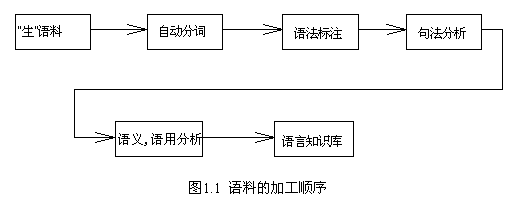 "生"语料
自动分词
语法标注
句法分析
语义,语用分析
语言知识库
图1.1 语料的加工顺序